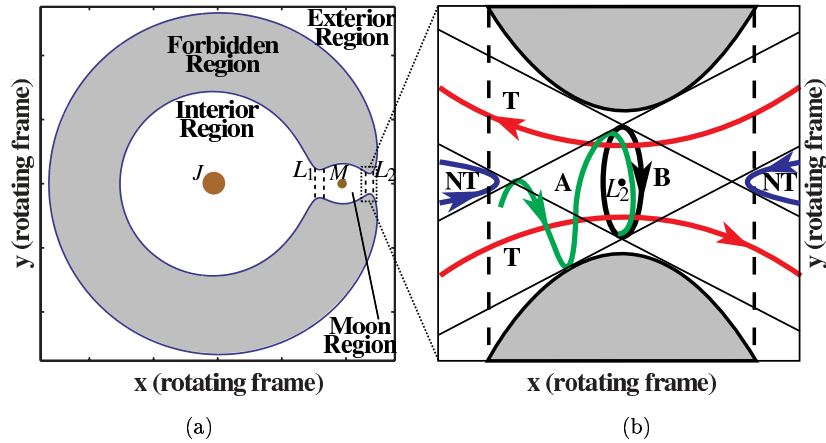 Exterior
Region
Forbidden
Region
Interior
Region
J
L1 M L2
Moon
Region
y (rotating frame)
x (rotating frame)
(a)
T
NT
A
L2
B
NT
T
y (rotating frame)
x (rotating frame)
(b)